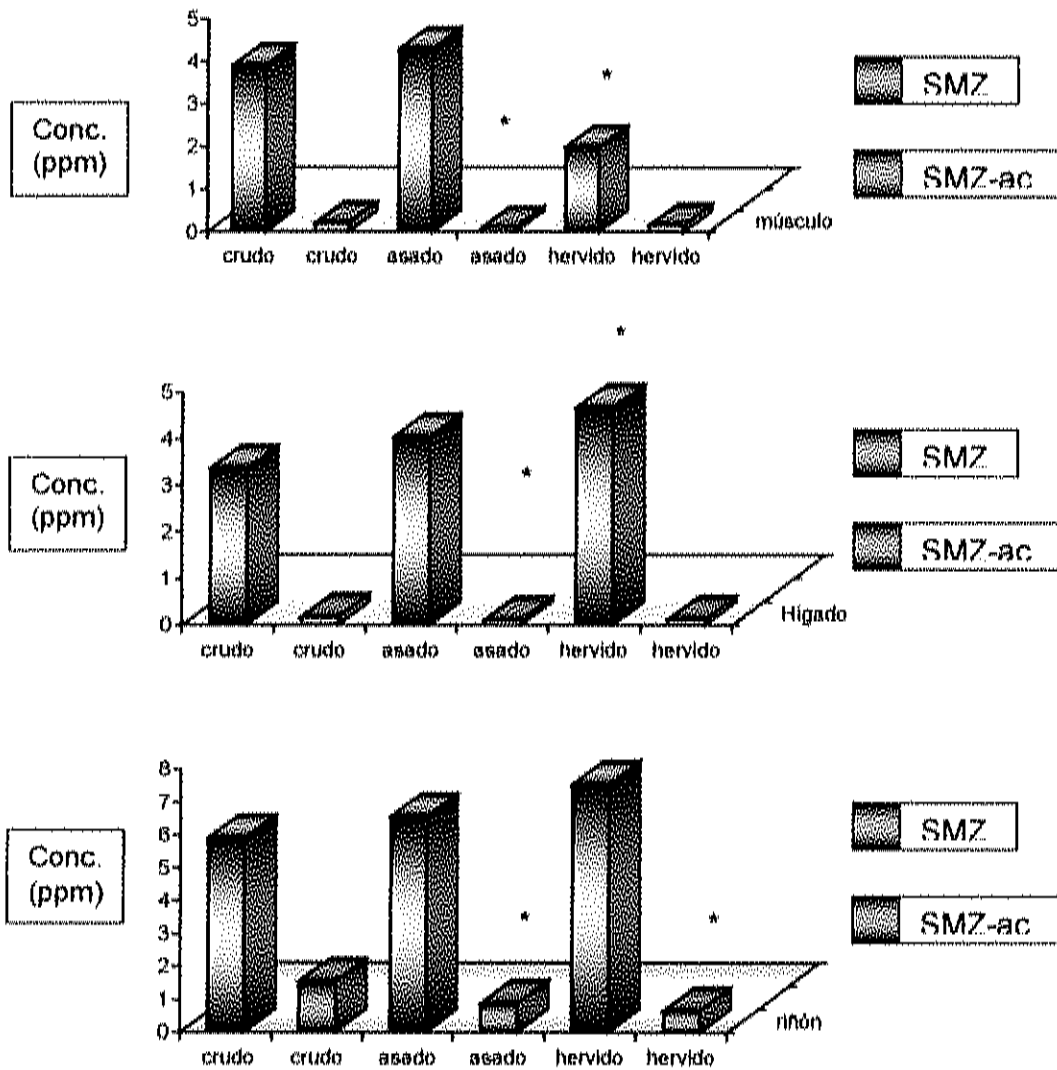 5
4
3
2
1
0
Conc.
(ppm)
*
*
SMZ
SMZ-ac
músculo
crudo crudo asado asado hervido hervido
5
4
3
2
1
0
Conc.
(ppm)
*
*
SMZ
SMZ-ac
Hígado
crudo crudo asado asado hervido hervido
8
7
6
5
4
3
2
1
0
Conc.
(ppm)
*
*
SMZ
SMZ-ac
riñón
crudo crudo asado asado hervido hervido